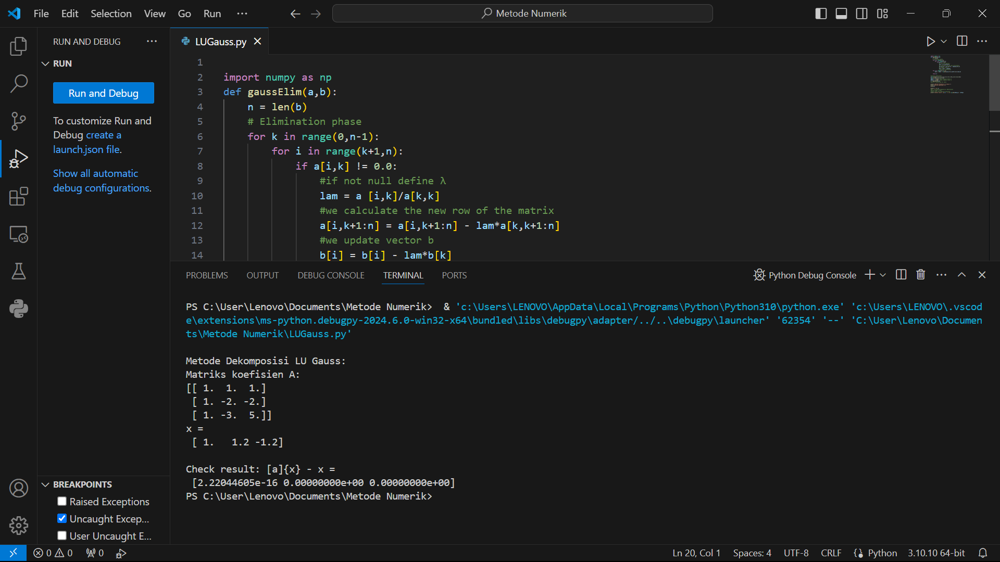 File Edit Selection View Go Run ··· Metode Numerik
RUN AND DEBUG ···
RUN
Run and Debug
To customize Run and
Debug create a
launch.json file.
Show all automatic
debug configurations.
LUGauss.py
1
2 import numpy as np
3 def gaussElim(a,b):
4 n = len(b)
5 # Elimination phase
6 for k in range(0,n-1):
7 for i in range(k+1,n):
8 if a[i,k] != 0.0:
9 #if not null define λ
10 lam = a [i,k]/a[k,k]
11 #we calculate the new row of the matrix
12 a[i,k+1:n] = a[i,k+1:n] - lam*a[k,k+1:n]
13 #we update vector b
14 b[i] = b[i] - lam*b[k]
PROBLEMS OUTPUT DEBUG CONSOLE TERMINAL PORTS Python Debug Console
PS C:\User\Lenovo\Documents\Metode Numerik>  & 'c:\Users\LENOVO\AppData\Local\Programs\Python\Python310\python.exe' 'c:\Users\LENOVO\.vscod
e\extensions\ms-python.debugpy-2024.6.0-win32-x64\bundled\libs\debugpy\adapter/../..\debugpy\launcher' '62354' '--' 'C:\User\Lenovo\Documen
ts\Metode Numerik\LUGauss.py'
Metode Dekomposisi LU Gauss:
Matriks koefisien A:
[[ 1.  1.  1.]
[ 1. -2. -2.]
[ 1. -3.  5.]]
x =
[ 1.   1.2 -1.2]
Check result: [a]{x} - x =
[2.22044605e-16 0.00000000e+00 0.00000000e+00]
PS C:\User\Lenovo\Documents\Metode Numerik>
BREAKPOINTS
Raised Exceptions
Uncaught Excep...
User Uncaught E...
0 0 0 Ln 20, Col 1 Spaces: 4 UTF-8 CRLF Python 3.10.10 64-bit